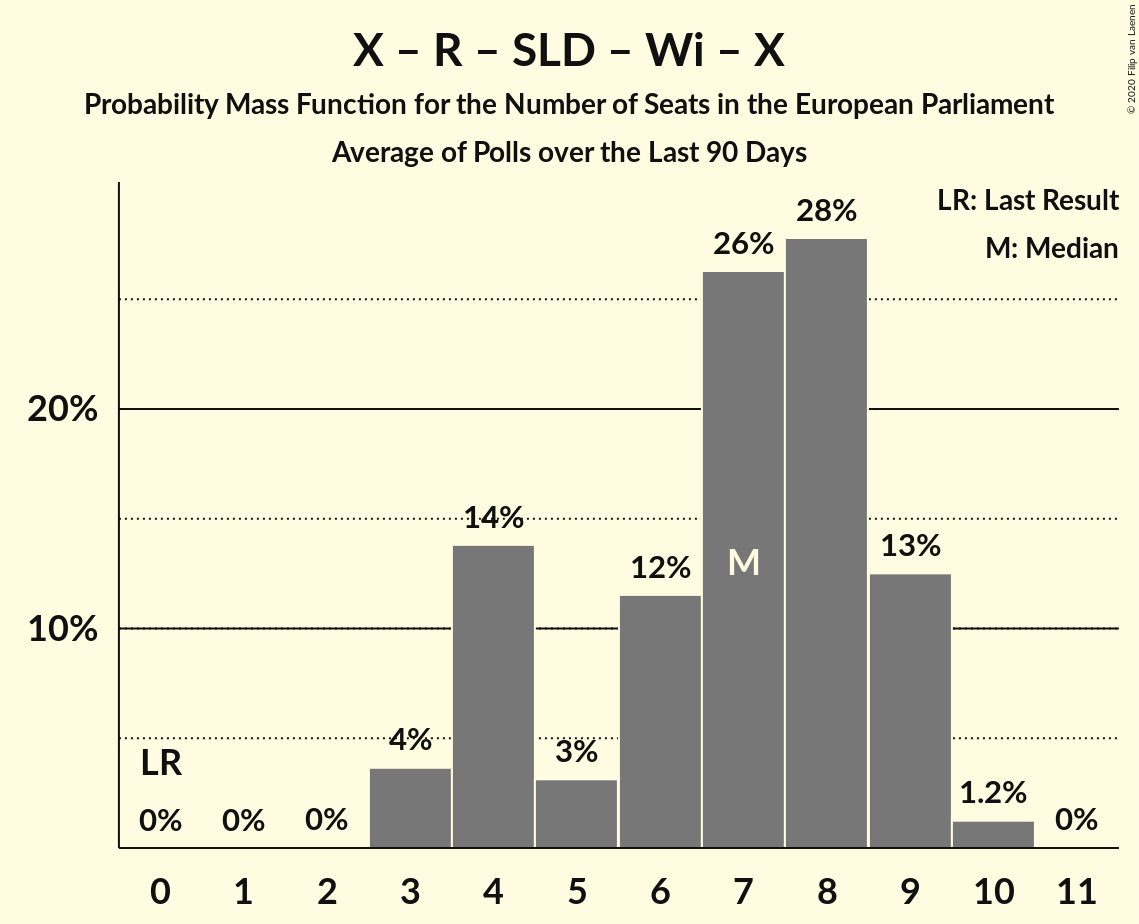 X – R – SLD – Wi – X
Probability Mass Function for the Number of Seats in the European Parliament
Average of Polls over the Last 90 Days
© 2020 Filip van Laenen
LR: Last Result
M: Median
28%
26%
20%
14%
13%
12%
M
10%
4%
3%
LR
1.2%
0% 0% 0% 0%
0 1 2 3 4 5 6 7 8 9 10 11